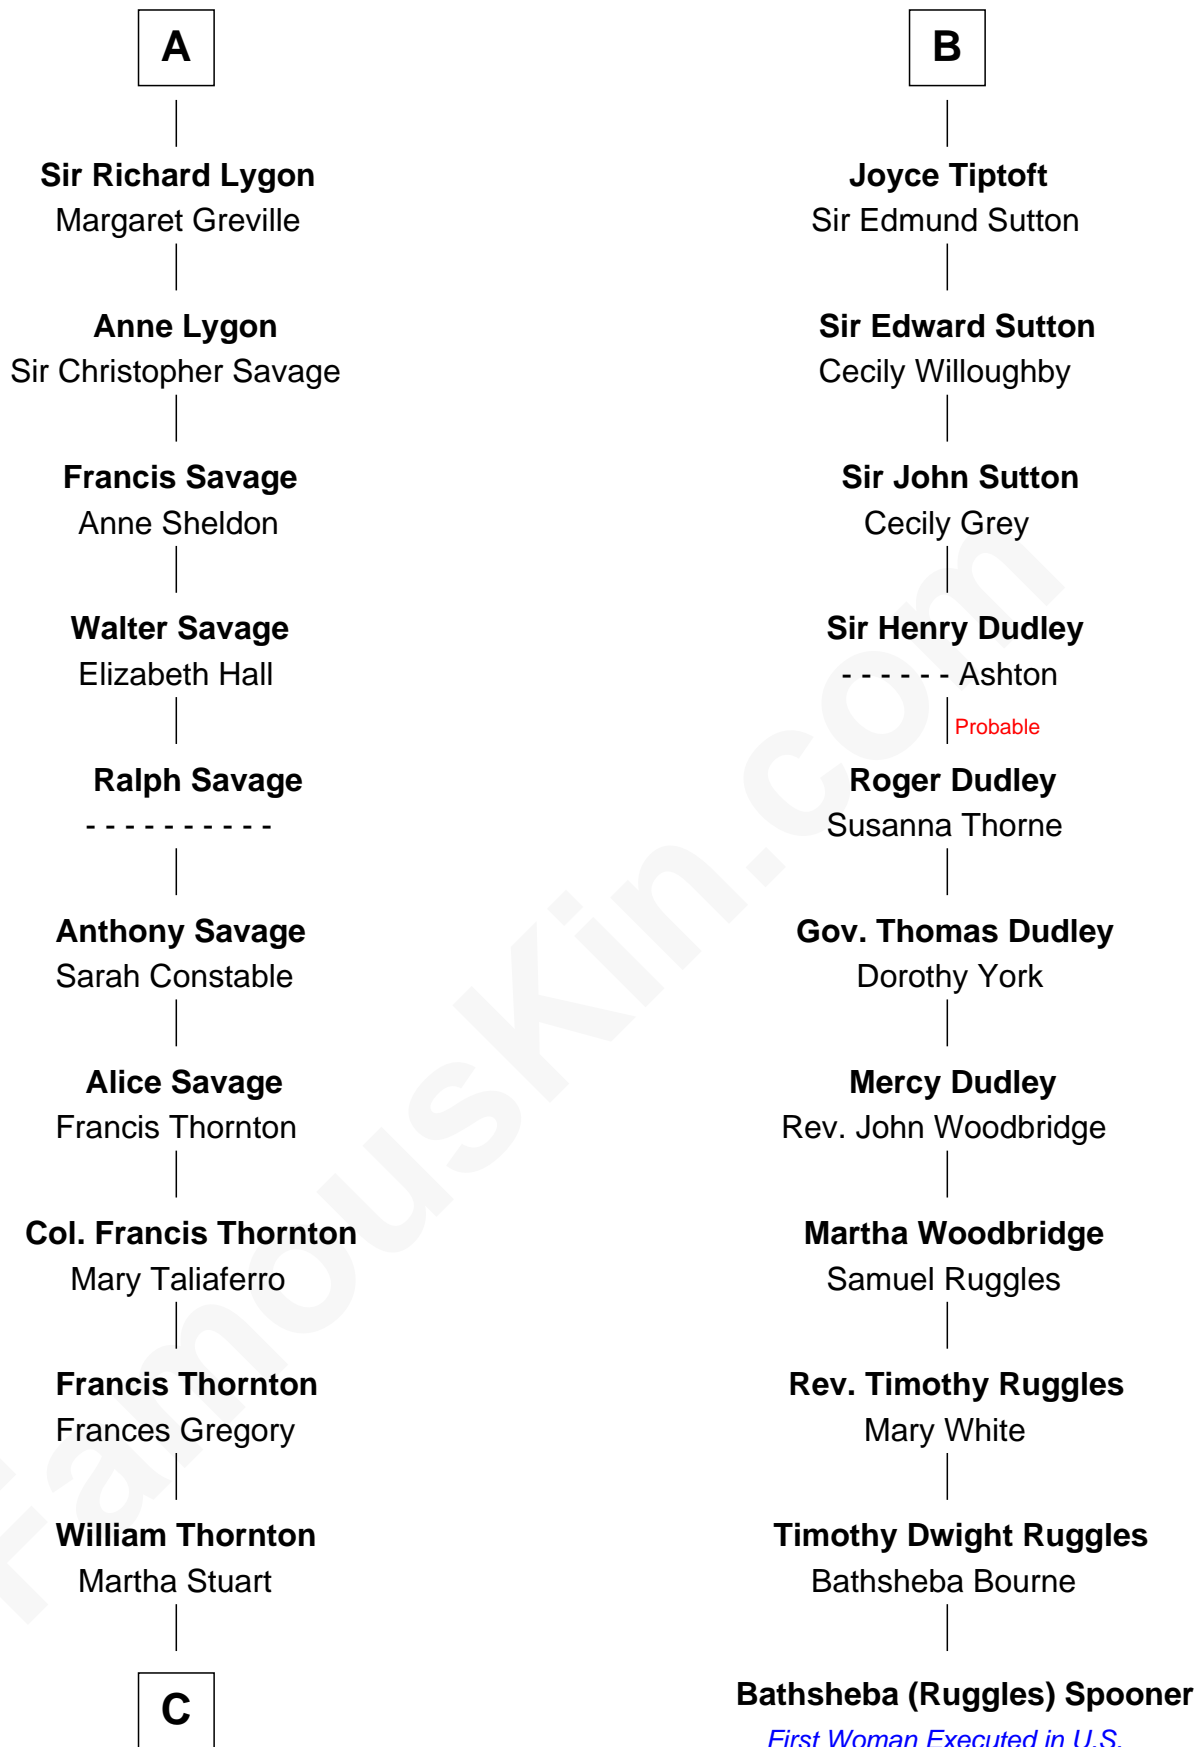 A
Sir Richard Lygon
Margaret Greville
Anne Lygon
Sir Christopher Savage
Francis Savage
Anne Sheldon
Walter Savage
Elizabeth Hall
Ralph Savage
- - - - - - - - - -
Anthony Savage
Sarah Constable
Alice Savage
Francis Thornton
Col. Francis Thornton
Mary Taliaferro
Francis Thornton
Frances Gregory
William Thornton
Martha Stuart
C
B
Joyce Tiptoft
Sir Edmund Sutton
Sir Edward Sutton
Cecily Willoughby
Sir John Sutton
Cecily Grey
Sir Henry Dudley
- - - - - - Ashton
Probable
Roger Dudley
Susanna Thorne
Gov. Thomas Dudley
Dorothy York
Mercy Dudley
Rev. John Woodbridge
Martha Woodbridge
Samuel Ruggles
Rev. Timothy Ruggles
Mary White
Timothy Dwight Ruggles
Bathsheba Bourne
Bathsheba (Ruggles) Spooner
First Woman Executed in U.S.
FamousKin.com